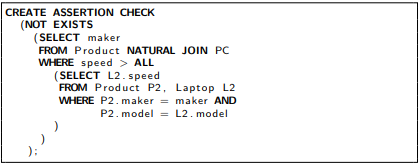 CREATE ASSERTION CHECK
(NOT EXISTS
(SELECT maker
FROM Product NATURAL JOIN PC
WHERE speed > ALL
(SELECT L2.speed
FROM Product P2, Laptop L2
WHERE P2.maker = maker AND
P2.model = L2.model
)
)
);